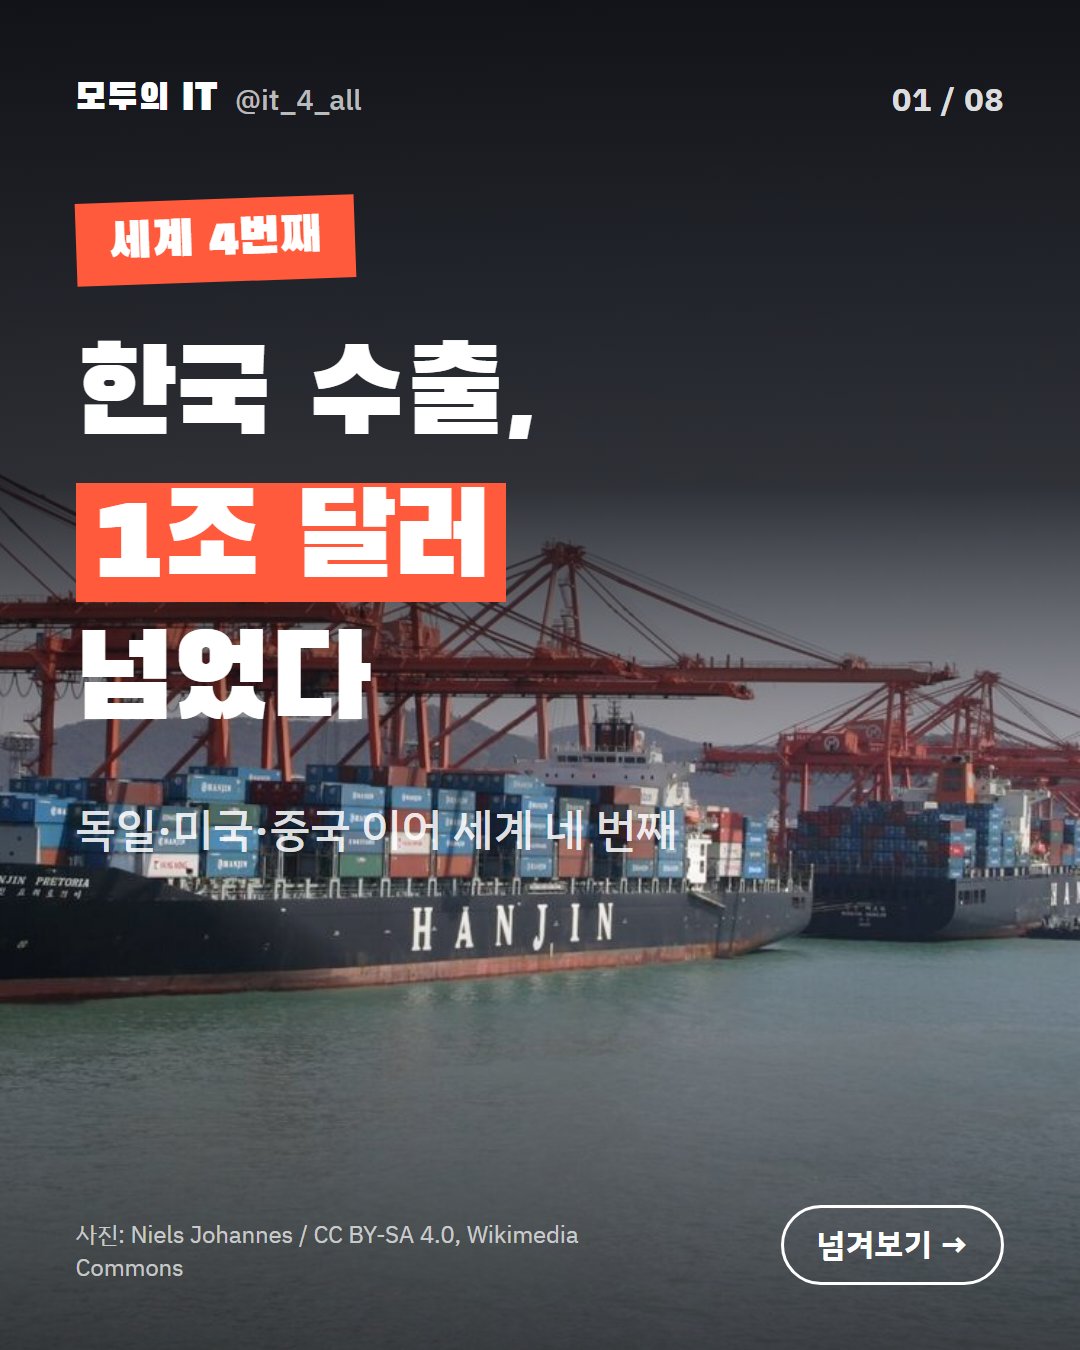 모두의 IT @it_4_all
01 / 08
세계 4번째
한국 수출,
1조 달러
넘었다
독일·미국·중국 이어 세계 네 번째
NJIN PRETORIA
HANJIN
사진: Niels Johannes / CC BY-SA 4.0, Wikimedia
Commons
넘겨보기 →